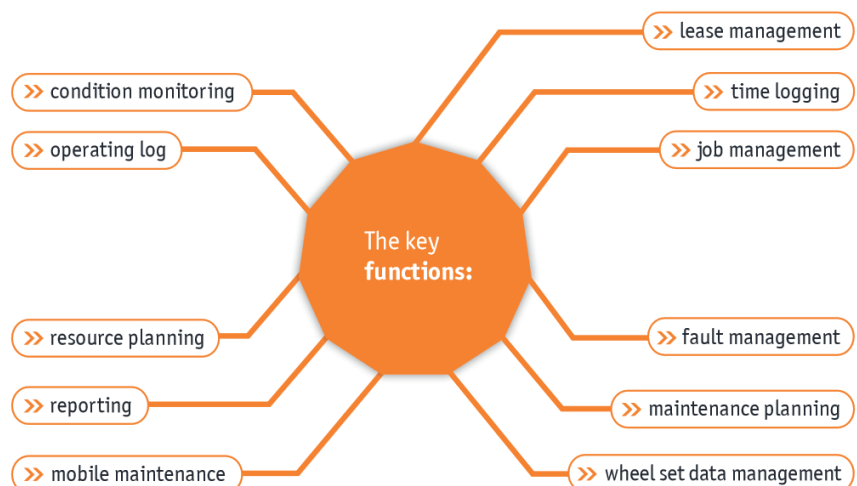 lease management
condition monitoring
time logging
operating log
job management
The key
functions:
resource planning
fault management
reporting
maintenance planning
mobile maintenance
wheel set data management